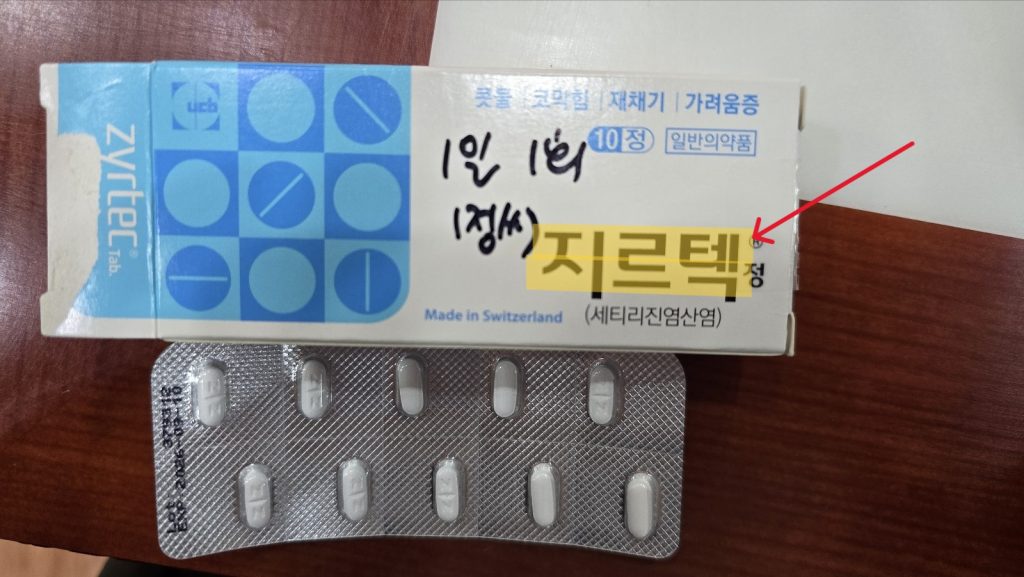 콧물 | 코막힘 | 재채기 | 가려움증
10정 일반의약품
1일 1회
1정씩
지르텍®정
Made in Switzerland (세티리진염산염)
zyrtec® Tab.